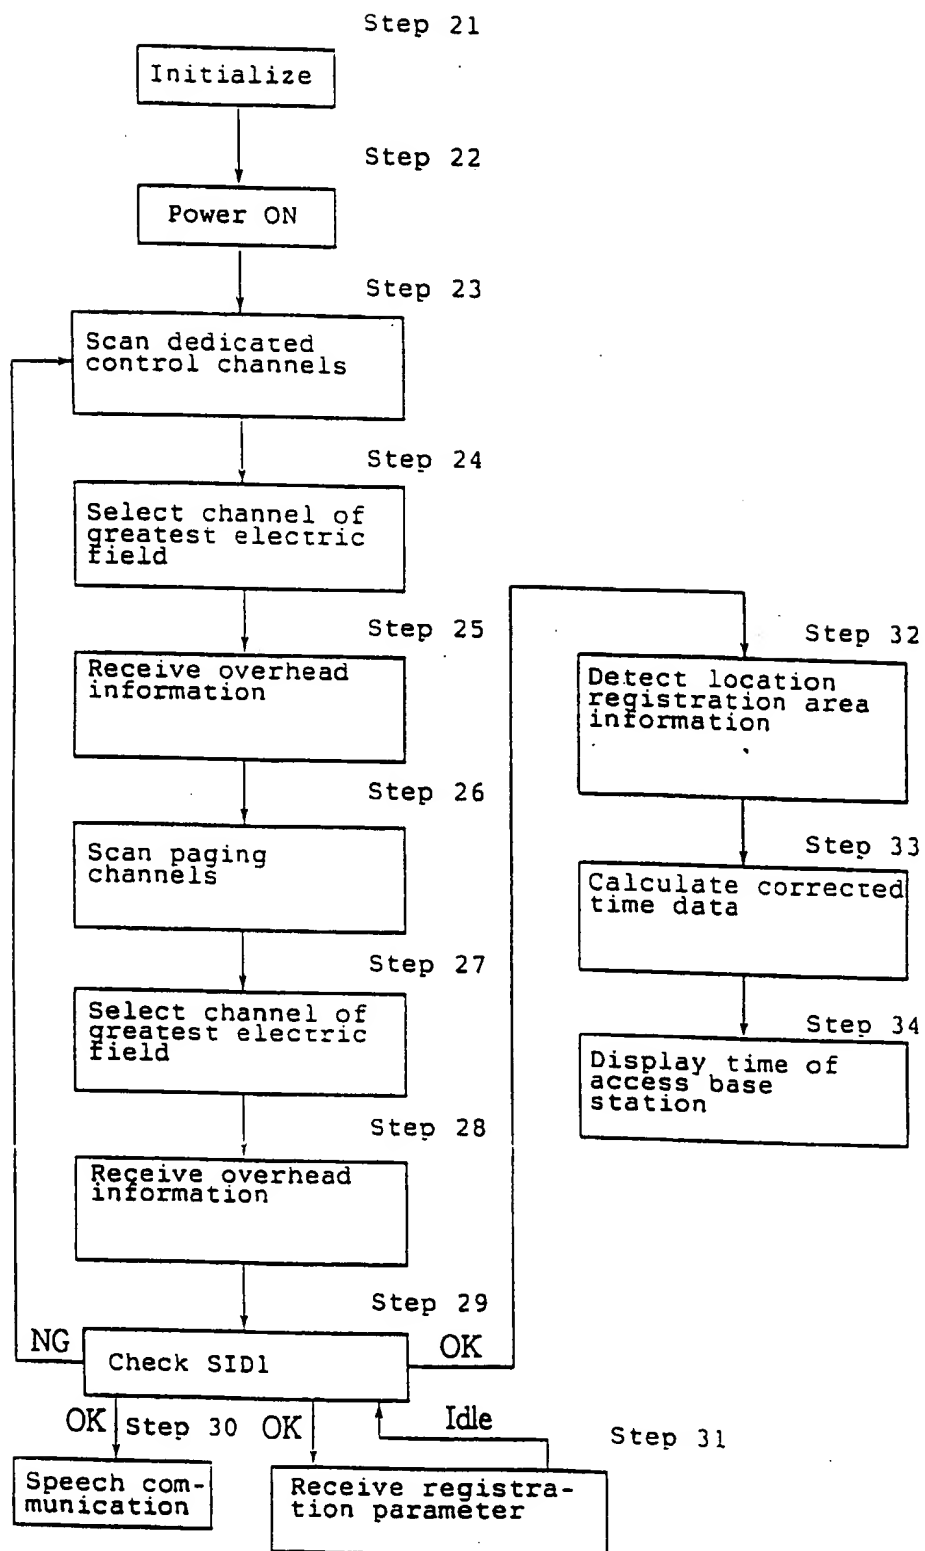 Step 21
Initialize
Step 22
Power ON
Step 23
Scan dedicated
control channels
Step 24
Select channel of
greatest electric
field
Step 25
Receive overhead
information
Step 26
Scan paging
channels
Step 27
Select channel of
greatest electric
field
Step 28
Receive overhead
information
Step 29
NG
Check SID1
OK
OK
Step 30
OK
Idle
Step 31
Speech com-
munication
Receive registra-
tion parameter
Step 32
Detect location
registration area
information
Step 33
Calculate corrected
time data
Step 34
Display time of
access base
station